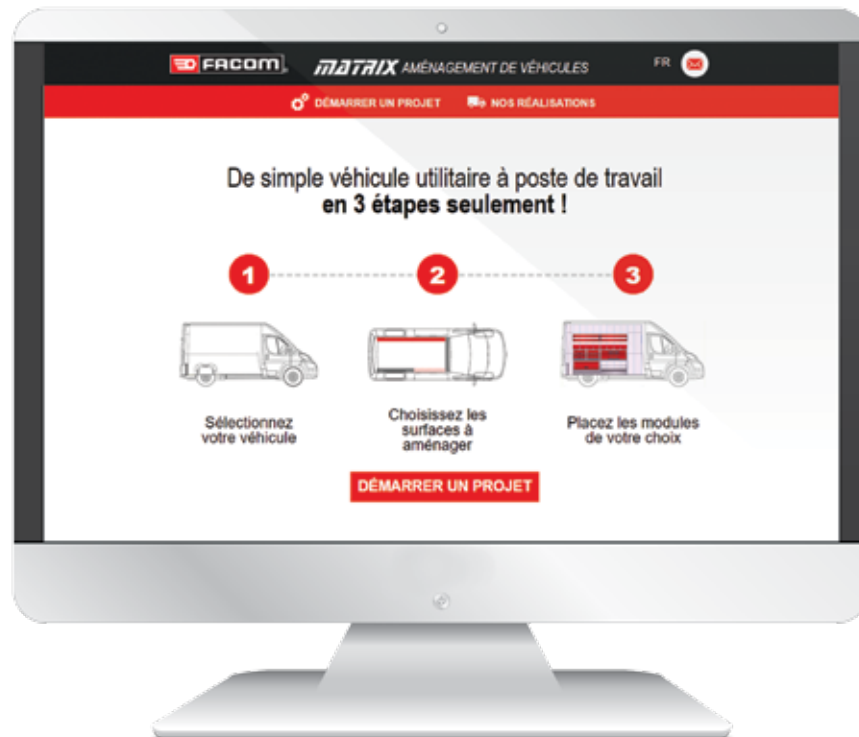 FACOM
MATRIX AMÉNAGEMENT DE VÉHICULES
FR
DÉMARRER UN PROJET
NOS RÉALISATIONS
De simple véhicule utilitaire à poste de travail
en 3 étapes seulement !
1
2
3
Sélectionnez
votre véhicule
Choisissez les
surfaces à
aménager
Placez les modules
de votre choix
DÉMARRER UN PROJET